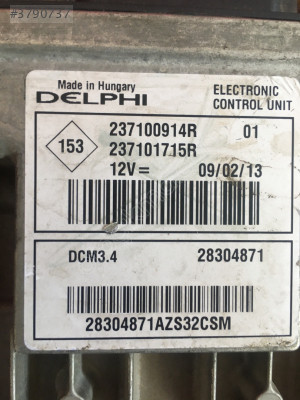 #3790737
Made in Hungary
DELPHI
ELECTRONIC
CONTROL UNIT
153
237100914R 01
237101715R
12V= 09/02/13
DCM3.4 28304871
28304871AZS32CSM